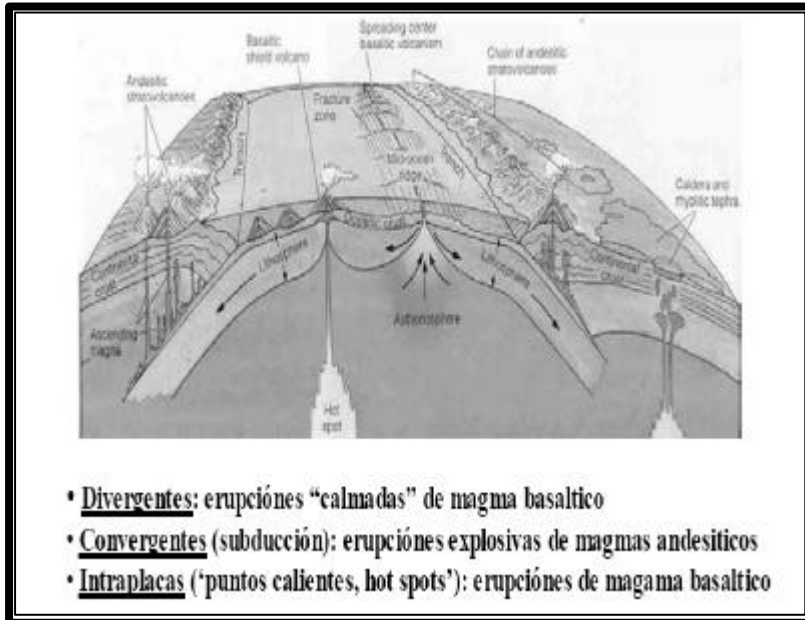 Spreading center
basaltic volcanism
Basaltic
shield volcano
Chain of andesitic
stratovolcanoes
Andesitic
stratovolcanoes
Fracture
zone
Trench
Trench
Mid-ocean
ridge
Caldera and
rhyolitic tephra
Oceanic crust
Continental
crust
Lithosphere
Lithosphere
Continental
crust
Ascending
magma
Asthenosphere
Hot
spot
• Divergentes: erupciónes “calmadas” de magma basaltico
• Convergentes (subducción): erupciónes explosivas de magmas andesiticos
• Intraplacas (‘puntos calientes, hot spots’): erupciónes de magama basaltico